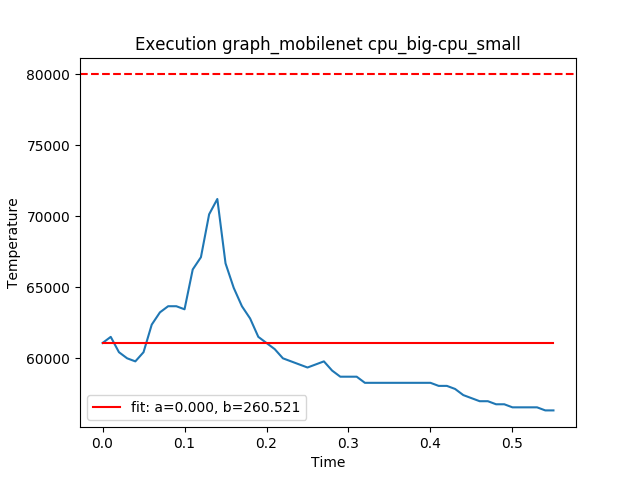 Execution graph_mobilenet cpu_big-cpu_small
80000
75000
70000
65000
60000
Temperature
fit: a=0.000, b=260.521
0.0 0.1 0.2 0.3 0.4 0.5
Time